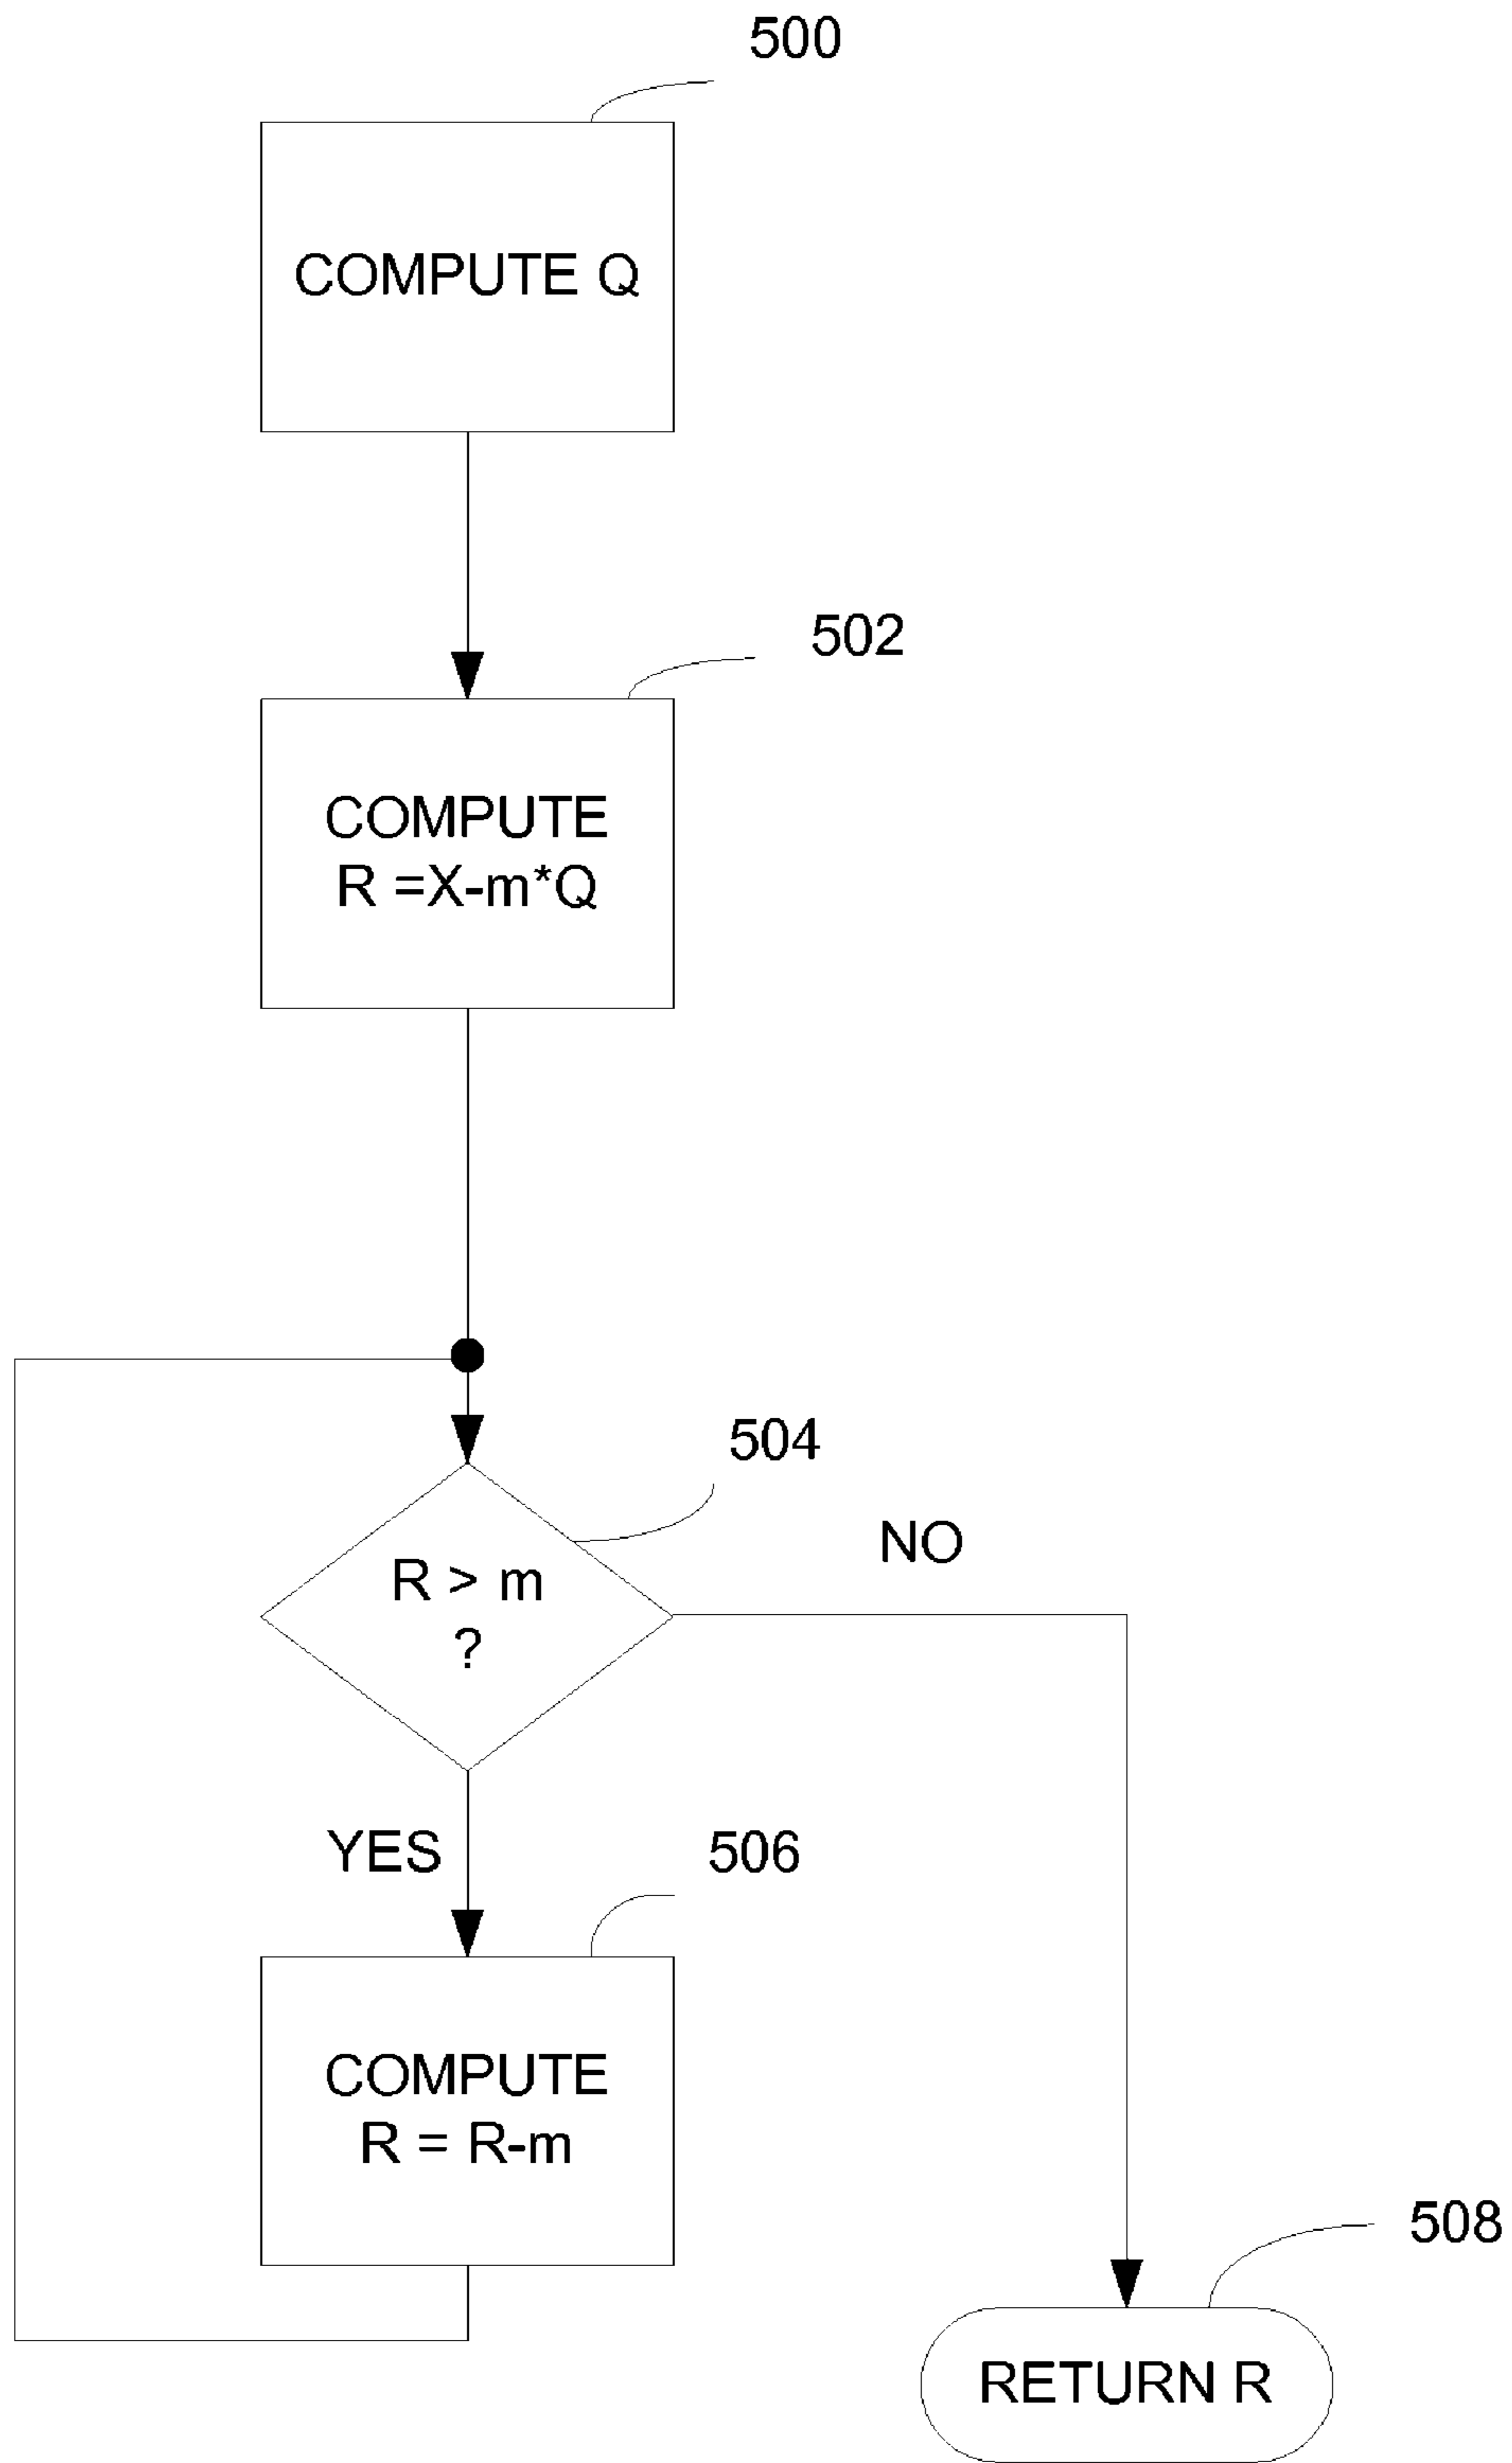 500
COMPUTE Q
502
COMPUTE
R =X-m*Q
504
R > m
?
NO
YES
506
COMPUTE
R = R-m
508
RETURN R